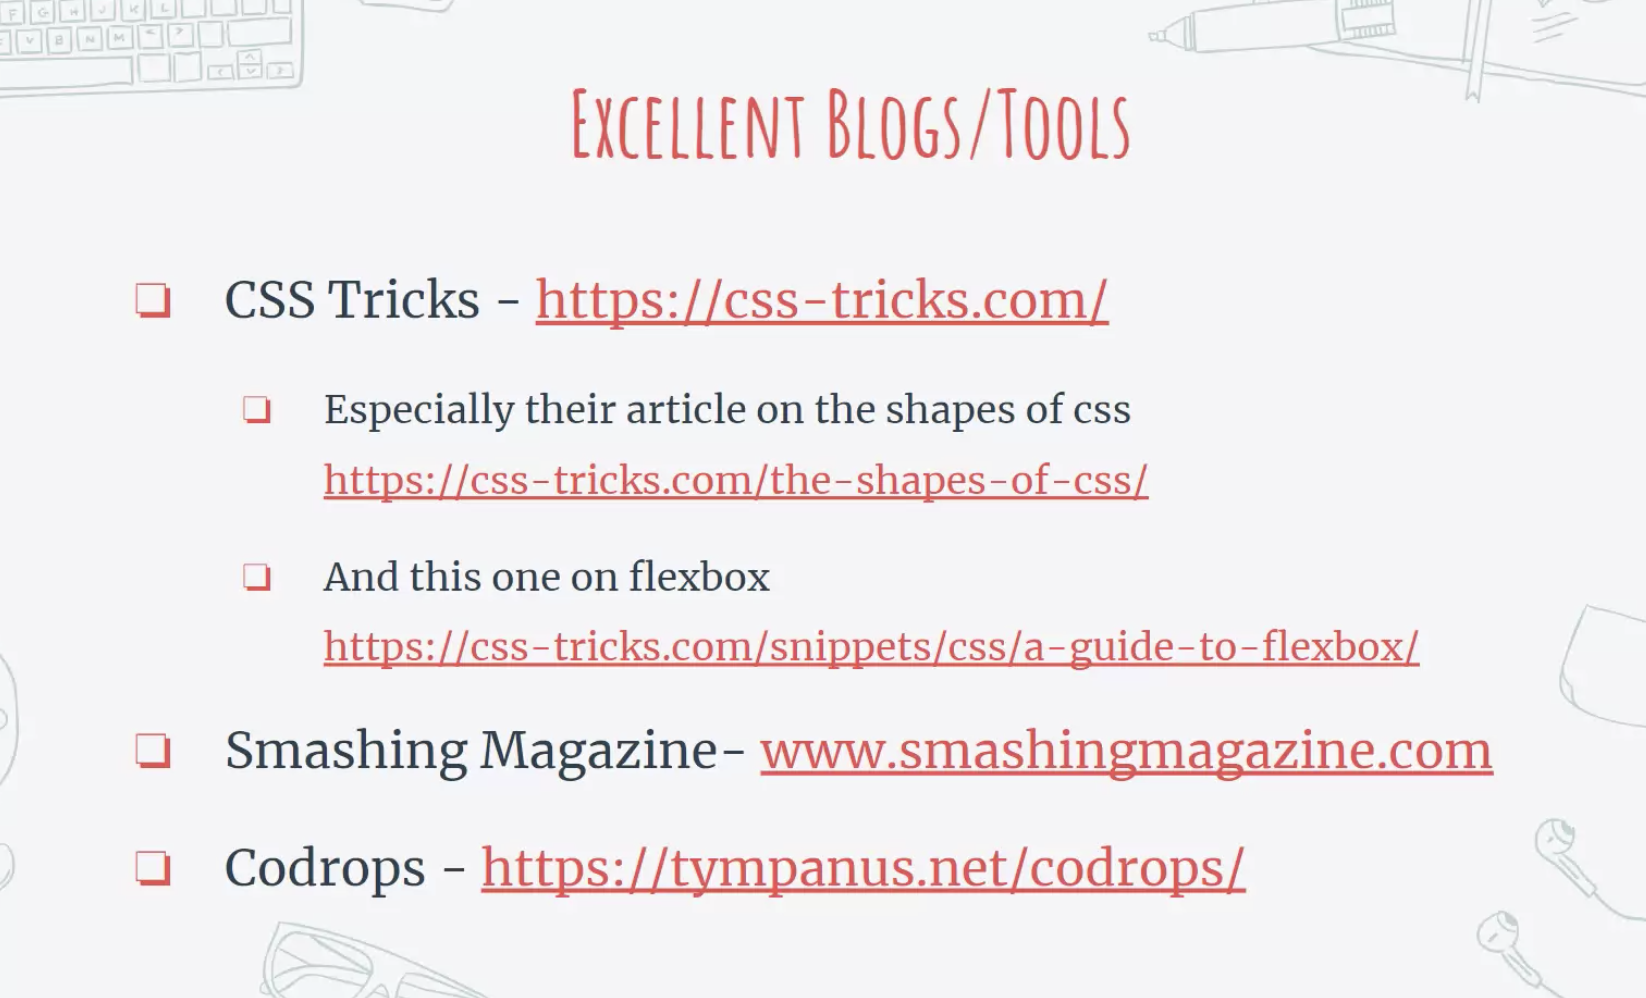 Excellent Blogs/Tools
CSS Tricks - https://css-tricks.com/
Especially their article on the shapes of css
https://css-tricks.com/the-shapes-of-css/
And this one on flexbox
https://css-tricks.com/snippets/css/a-guide-to-flexbox/
Smashing Magazine- www.smashingmagazine.com
Codrops - https://tympanus.net/codrops/